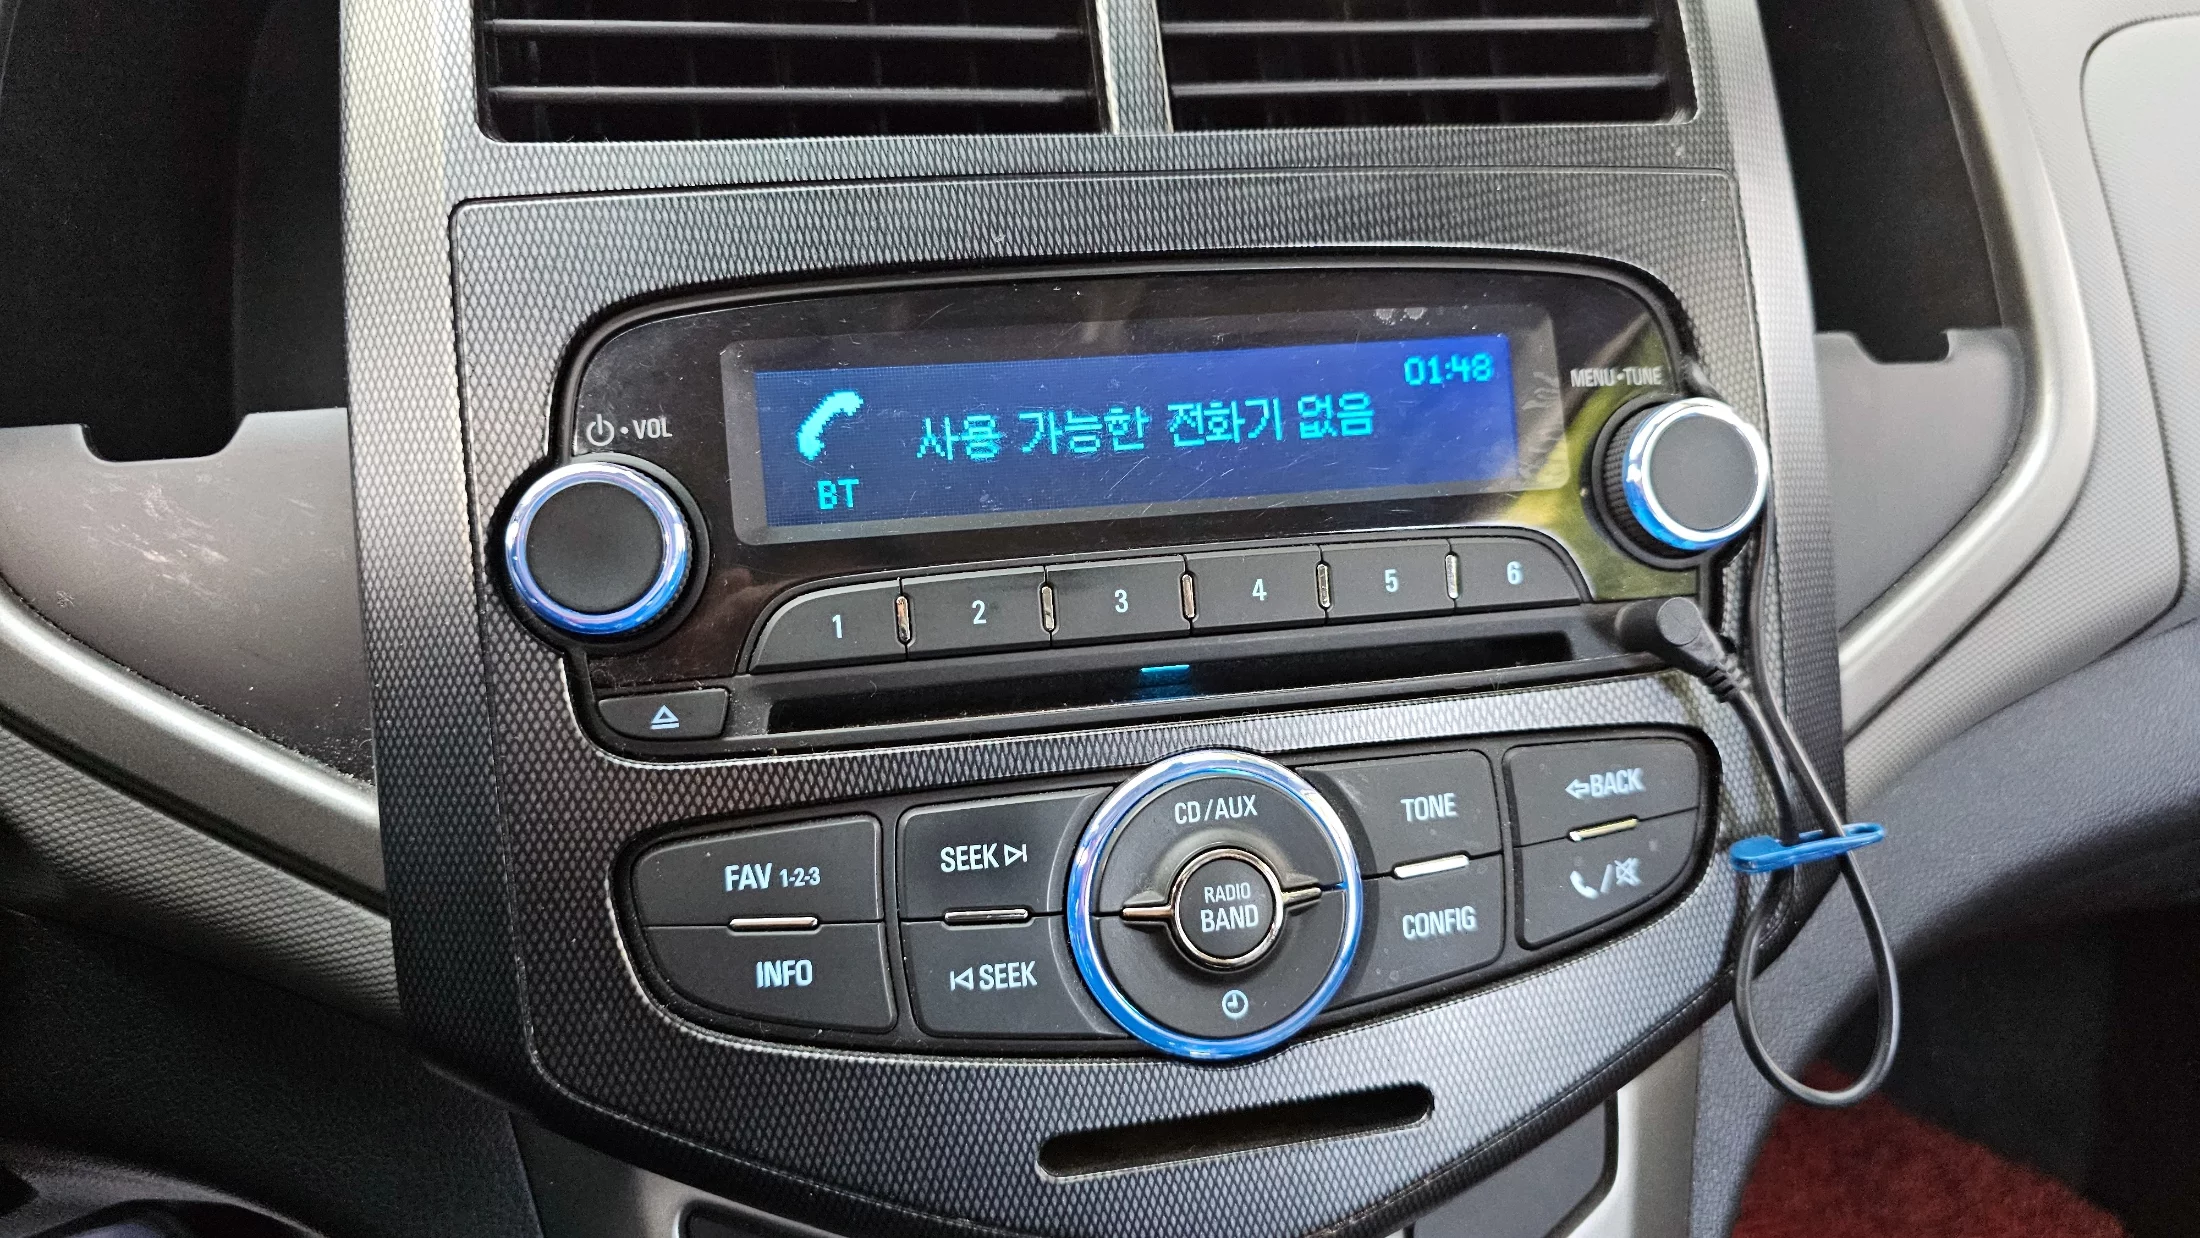 01:48
사용 가능한 전화기 없음
BT
VOL
MENU•TUNE
1
2
3
4
5
6
CD/AUX
RADIO
BAND
FAV 1-2-3
INFO
SEEK
SEEK
TONE
CONFIG
BACK